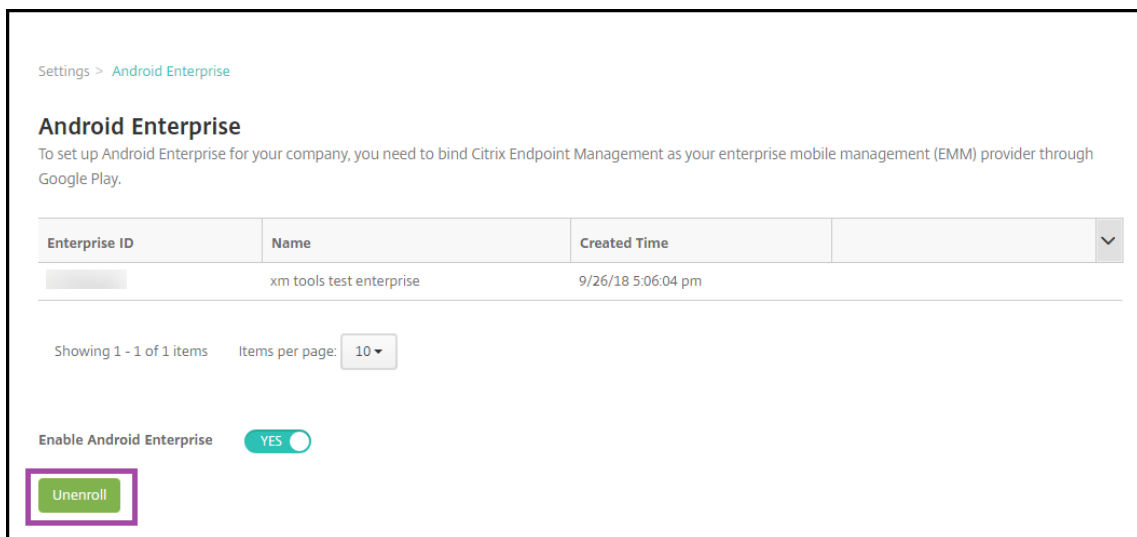 Settings > Android Enterprise
Android Enterprise
To set up Android Enterprise for your company, you need to bind Citrix Endpoint Management as your enterprise mobile management (EMM) provider through
Google Play.
Enterprise ID Name Created Time
xm tools test enterprise 9/26/18 5:06:04 pm
Showing 1 - 1 of 1 items Items per page: 10
Enable Android Enterprise YES
Unenroll